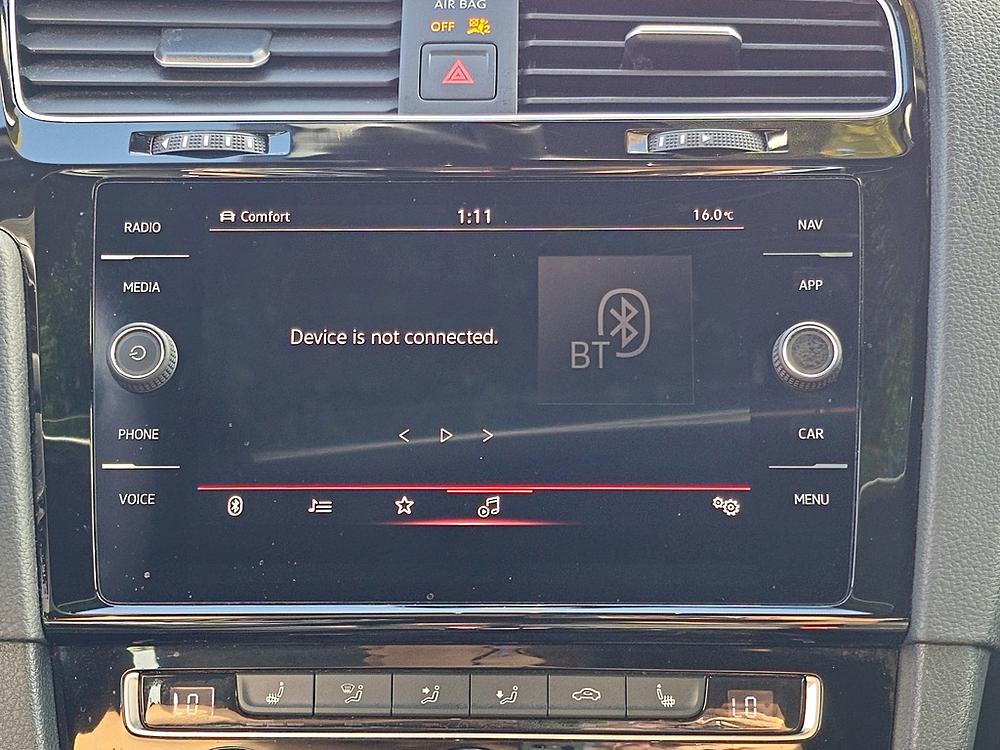 AIR BAG
OFF
RADIO
Comfort
1:11
16.0°C
NAV
MEDIA
APP
Device is not connected.
BT
PHONE
CAR
VOICE
MENU
LO
LO